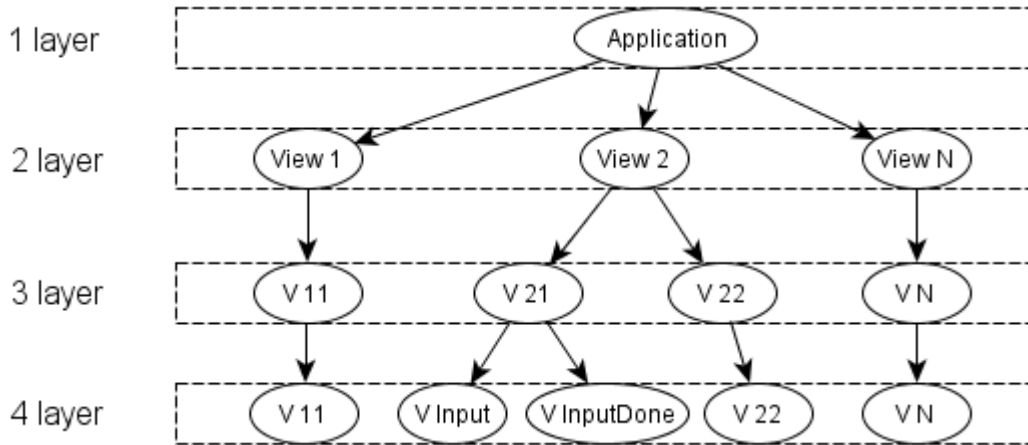 1 layer
Application
2 layer
View 1
View 2
View N
3 layer
V 11
V 21
V 22
V N
4 layer
V 11
V Input
V InputDone
V 22
V N